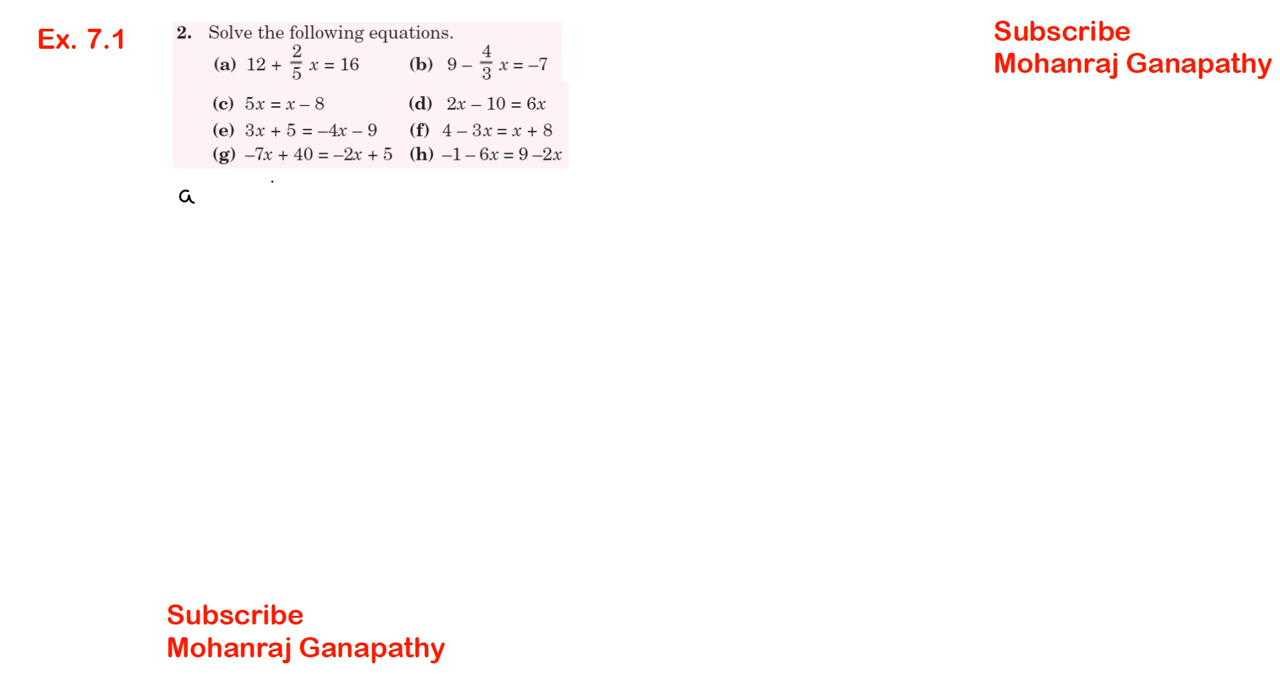 Ex. 7.1
2. Solve the following equations.
(a) 12 + 2/5 x = 16 (b) 9 – 4/3 x = –7
(c) 5x = x – 8 (d) 2x – 10 = 6x
(e) 3x + 5 = –4x – 9 (f) 4 – 3x = x + 8
(g) –7x + 40 = –2x + 5 (h) –1 – 6x = 9 –2x
a
Subscribe
Mohanraj Ganapathy
Subscribe
Mohanraj Ganapathy